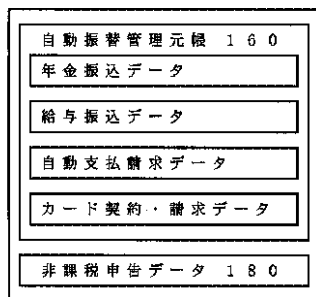 自動振替管理元帳 160
年金振込データ
給与振込データ
自動支払請求データ
カード契約・請求データ
非課税申告データ 180